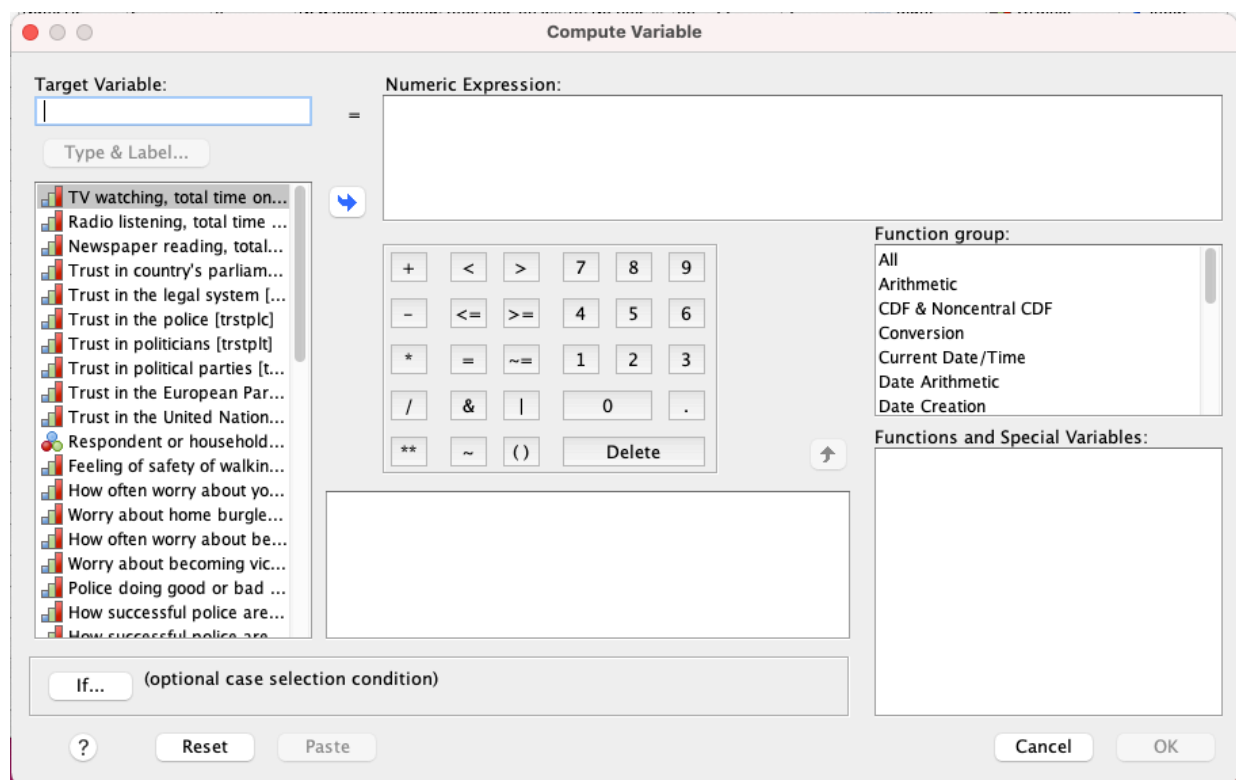 Compute Variable
Target Variable:
Numeric Expression:
=
Type & Label...
TV watching, total time on...
Radio listening, total time ...
Newspaper reading, total...
Trust in country's parliam...
Trust in the legal system [...
Trust in the police [trstplc]
Trust in politicians [trstplt]
Trust in political parties [t...
Trust in the European Par...
Trust in the United Nation...
Respondent or household...
Feeling of safety of walkin...
How often worry about yo...
Worry about home burgle...
How often worry about be...
Worry about becoming vic...
Police doing good or bad ...
How successful police are...
How successful police are
+ < > 7 8 9
- <= >= 4 5 6
* = ~= 1 2 3
/ & | 0 .
** ~ () Delete
Function group:
All
Arithmetic
CDF & Noncentral CDF
Conversion
Current Date/Time
Date Arithmetic
Date Creation
Functions and Special Variables:
If... (optional case selection condition)
? Reset Paste Cancel OK